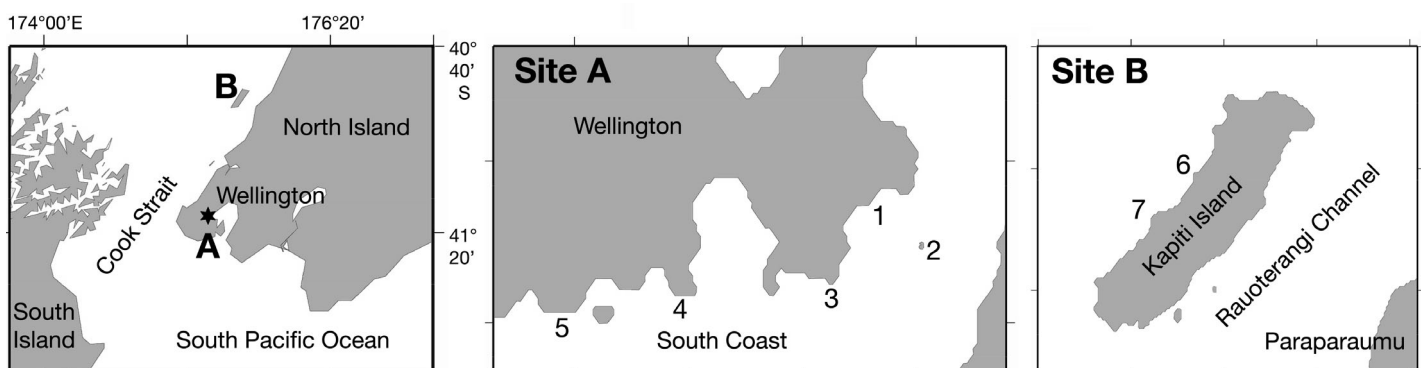 174°00’E
176°20’
40°
40’
S
B
North Island
Wellington
Cook Strait
A
41°
20’
South
Island
South Pacific Ocean
Site A
Wellington
1
2
3
4
5
South Coast
Site B
6
7
Kapiti Island
Rauoterangi Channel
Paraparaumu